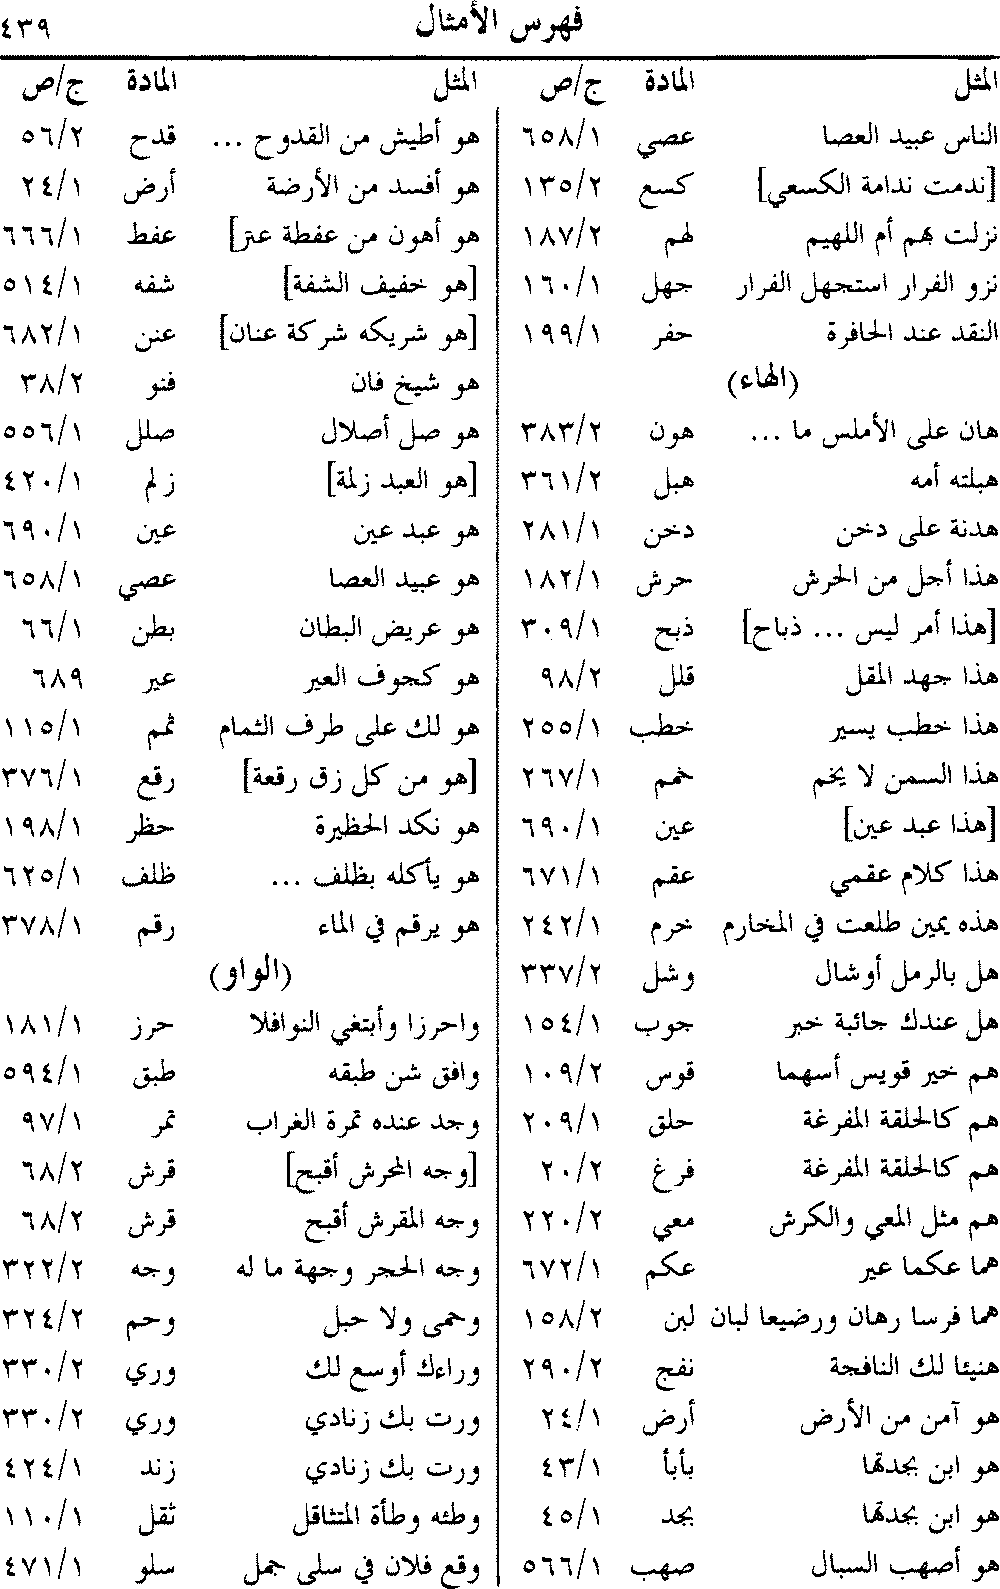 فهرس الأمثال ٤٣٩
المثل المادة ج/ص
الناس عبيد العصا عصي ٦٥٨/١
[ندمت ندامة الكسعي] كسع ١٣٥/٢
نزلت بهم أم اللهيم لهم ١٨٧/٢
نزو الفرار استجهل الفرار جهل ١٦٠/١
النقد عند الحافرة حفر ١٩٩/١
(الهاء)
هان على الأملس ما ... هون ٣٨٣/٢
هبلته أمه هبل ٣٦١/٢
هدنة على دخن دخن ٢٨١/١
هذا أجل من الحرش حرش ١٨٢/١
[هذا أمر ليس ... ذباح] ذبح ٣٠٩/١
هذا جهد المقل قلل ٩٨/٢
هذا خطب يسير خطب ٢٥٥/١
هذا السمن لا يخم خمم ٢٦٧/١
[هذا عبد عين] عين ٦٩٠/١
هذا كلام عقمي عقم ٦٧١/١
هذه يمين طلعت في المخارم خرم ٢٤٢/١
هل بالرمل أوشال وشل ٣٣٧/٢
هل عندك جائبة خبر جوب ١٥٤/١
هم خير قويس أسهما قوس ١٠٩/٢
هم كالحلقة المفرغة حلق ٢٠٩/١
هم كالحلقة المفرغة فرغ ٢٠/٢
هم مثل المعي والكرش معي ٢٢٠/٢
هما عكما عير عكم ٦٧٢/١
هما فرسا رهان ورضيعا لبان لبن ١٥٨/٢
هنيئا لك النافجة نفج ٢٩٠/٢
هو آمن من الأرض أرض ٢٤/١
هو ابن بجدتها بأبأ ٤٣/١
هو ابن بجدتها بجد ٤٥/١
هو أصهب السبال صهب ٥٦٦/١
المثل المادة ج/ص
هو أطيش من القدوح ... قدح ٥٦/٢
هو أفسد من الأرضة أرض ٢٤/١
هو أهون من عفطة عنز] عفط ٦٦٦/١
[هو خفيف الشفة] شفه ٥١٤/١
[هو شريكه شركة عنان] عنن ٦٨٢/١
هو شيخ فان فنو ٣٨/٢
هو صل أصلال صلل ٥٥٦/١
[هو العبد زلمة] زلم ٤٢٠/١
هو عبد عين عين ٦٩٠/١
هو عبيد العصا عصي ٦٥٨/١
هو عريض البطان بطن ٦٦/١
هو كجوف العير عير ٦٨٩
هو لك على طرف الثمام ثمم ١١٥/١
[هو من كل زق رقعة] رقع ٣٧٦/١
هو نكد الحظيرة حظر ١٩٨/١
هو يأكله بظلف ... ظلف ٦٢٥/١
هو يرقم في الماء رقم ٣٧٨/١
(الواو)
واحرزا وأبتغي النوافلا حرز ١٨١/١
وافق شن طبقه طبق ٥٩٤/١
وجد عنده تمرة الغراب تمر ٩٧/١
[وجه المحرش أقبح] قرش ٦٨/٢
وجه المقرش أقبح قرش ٦٨/٢
وجه الحجر وجهة ما له وجه ٣٢٢/٢
وحمى ولا حبل وحم ٣٢٤/٢
وراءك أوسع لك وري ٣٣٠/٢
ورت بك زنادي وري ٣٣٠/٢
ورت بك زنادي زند ٤٢٤/١
وطئه وطأة المتثاقل ثقل ١١٠/١
وقع فلان في سلى جمل سلو ٤٧١/١